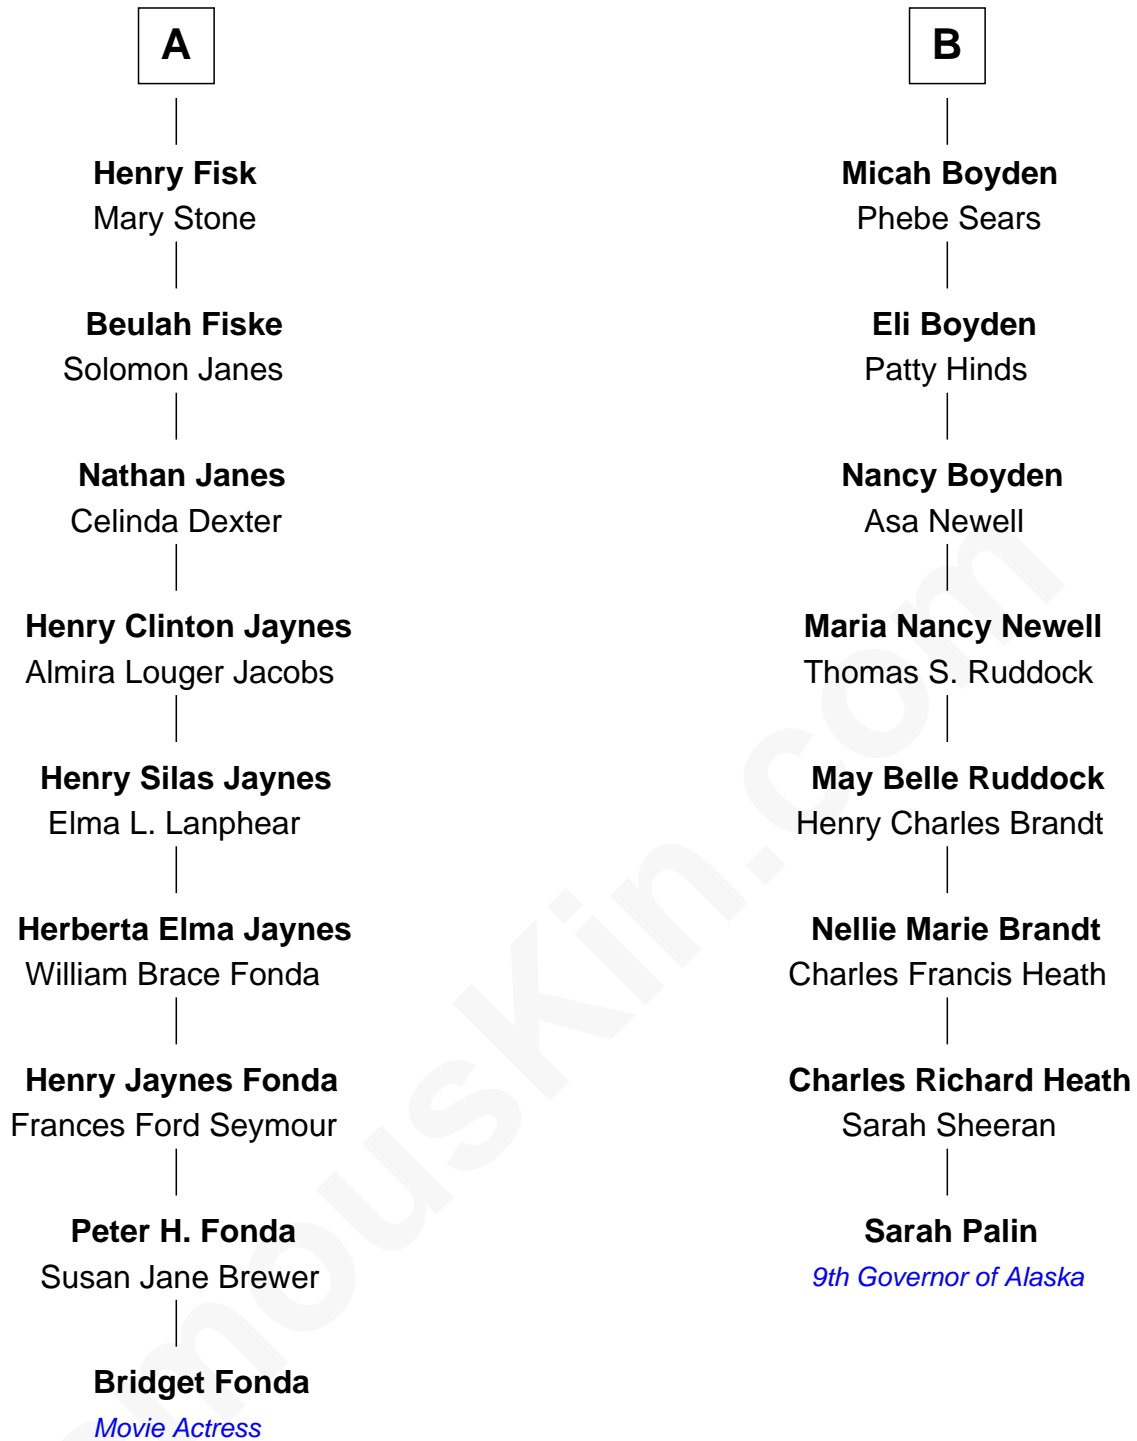 A
Henry Fisk
Mary Stone
Beulah Fiske
Solomon Janes
Nathan Janes
Celinda Dexter
Henry Clinton Jaynes
Almira Louger Jacobs
Henry Silas Jaynes
Elma L. Lanphear
Herberta Elma Jaynes
William Brace Fonda
Henry Jaynes Fonda
Frances Ford Seymour
Peter H. Fonda
Susan Jane Brewer
Bridget Fonda
Movie Actress
B
Micah Boyden
Phebe Sears
Eli Boyden
Patty Hinds
Nancy Boyden
Asa Newell
Maria Nancy Newell
Thomas S. Ruddock
May Belle Ruddock
Henry Charles Brandt
Nellie Marie Brandt
Charles Francis Heath
Charles Richard Heath
Sarah Sheeran
Sarah Palin
9th Governor of Alaska
mousKin.com